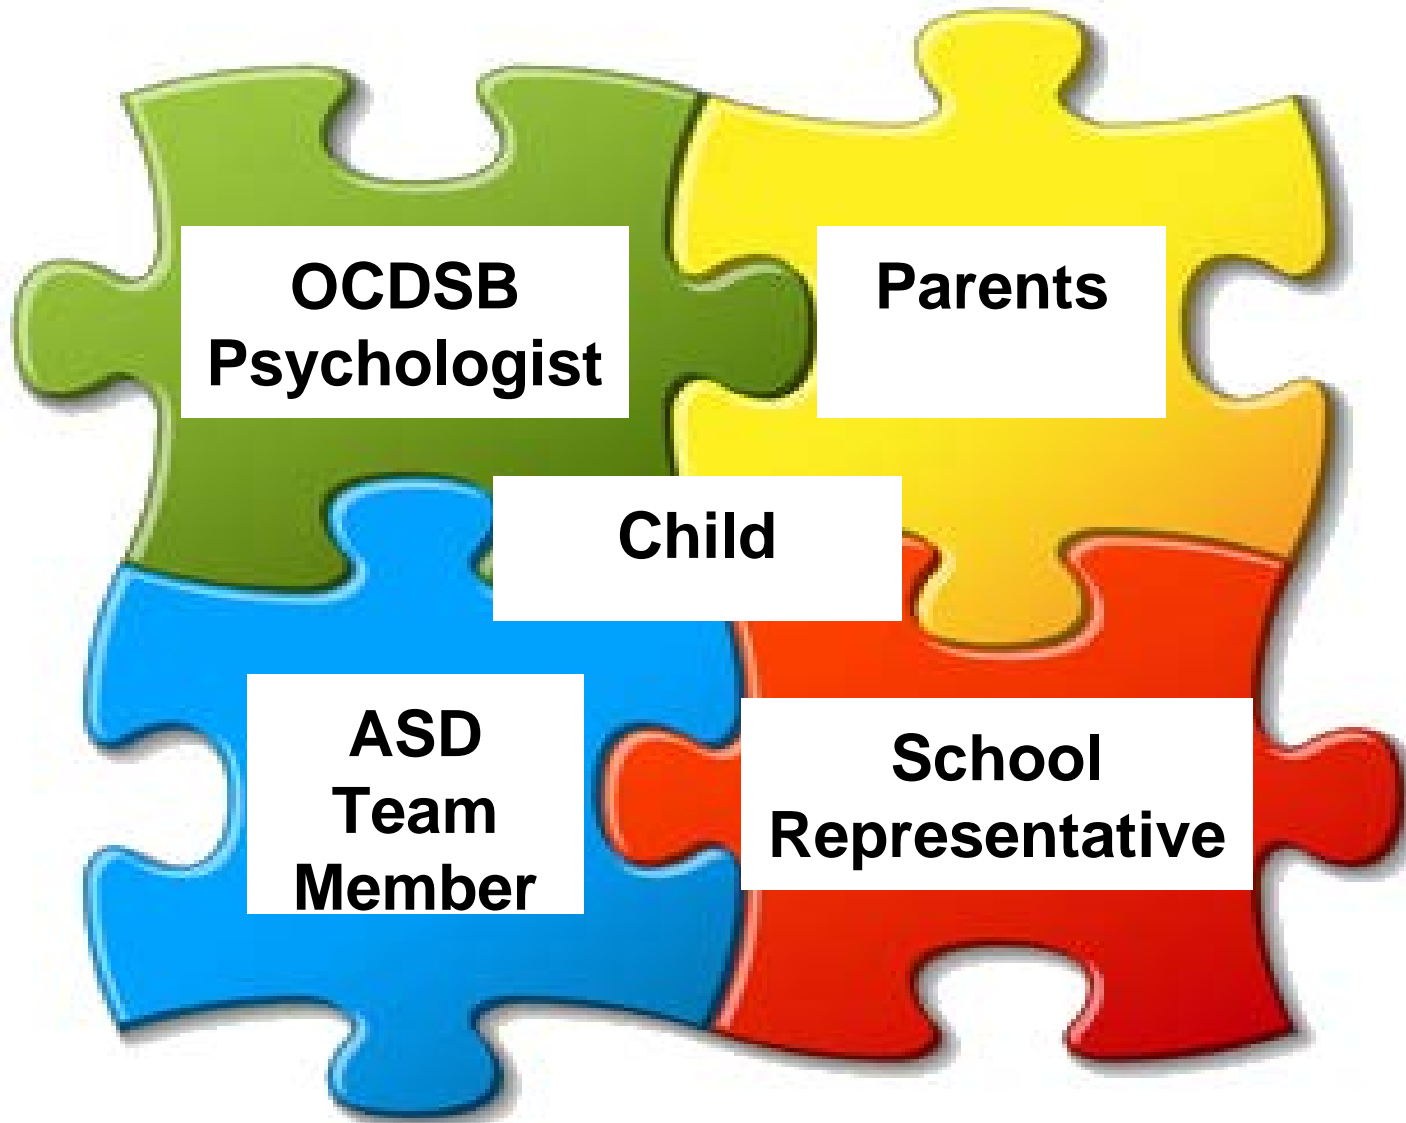 OCDSB
Psychologist
Parents
Child
ASD
Team
Member
School
Representative